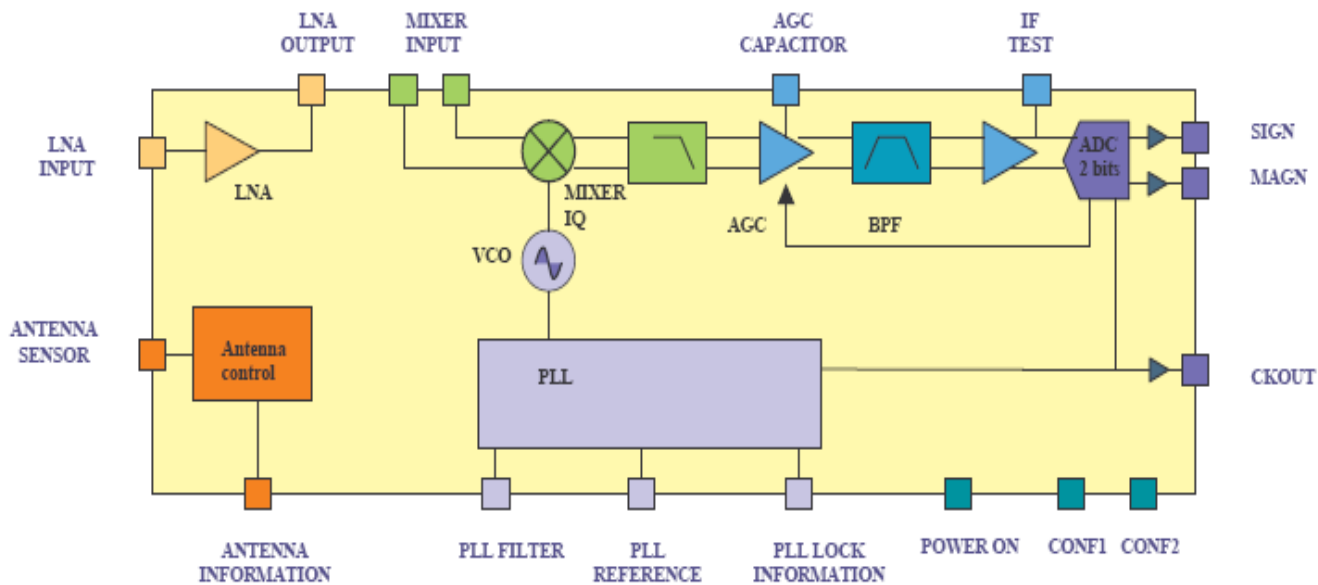 LNA
OUTPUT
MIXER
INPUT
AGC
CAPACITOR
IF
TEST
LNA
INPUT
LNA
MIXER
IQ
VCO
AGC
BPF
ADC
2 bits
SIGN
MAGN
ANTENNA
SENSOR
Antenna
control
PLL
CKOUT
ANTENNA
INFORMATION
PLL FILTER
PLL
REFERENCE
PLL LOCK
INFORMATION
POWER ON
CONF1
CONF2